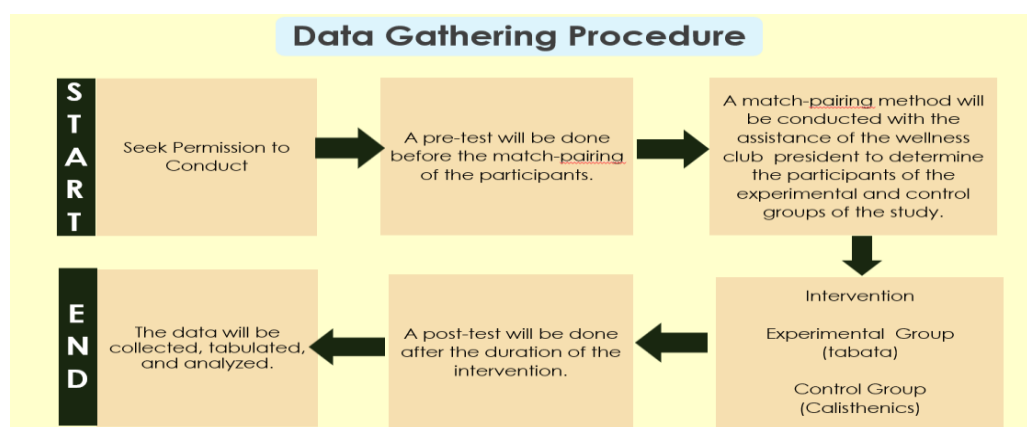 Data Gathering Procedure
START
Seek Permission to
Conduct
A pre-test will be done
before the match-pairing
of the participants.
A match-pairing method will
be conducted with the
assistance of the wellness
club president to determine
the participants of the
experimental and control
groups of the study.
Intervention
Experimental Group
(tabata)
Control Group
(Calisthenics)
A post-test will be done
after the duration of the
intervention.
The data will be
collected, tabulated,
and analyzed.
END